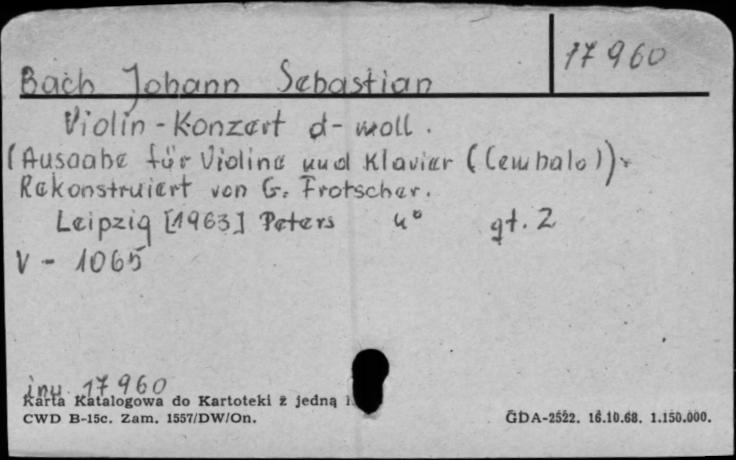 17960
Bach Johann Sebastian
Violin-Konzert d-moll.
(Ausgabe für Violine und Klavier (Cembalo)).
Rekonstruiert von G. Frotscher.
Leipzig [1963] Peters 4° gt. 2
V - 1065
inw. 17960
Karta Katalogowa do Kartoteki z jedną
CWD B-15c. Zam. 1557/DW/On.
GDA-2522. 16.10.68. 1.150.000.